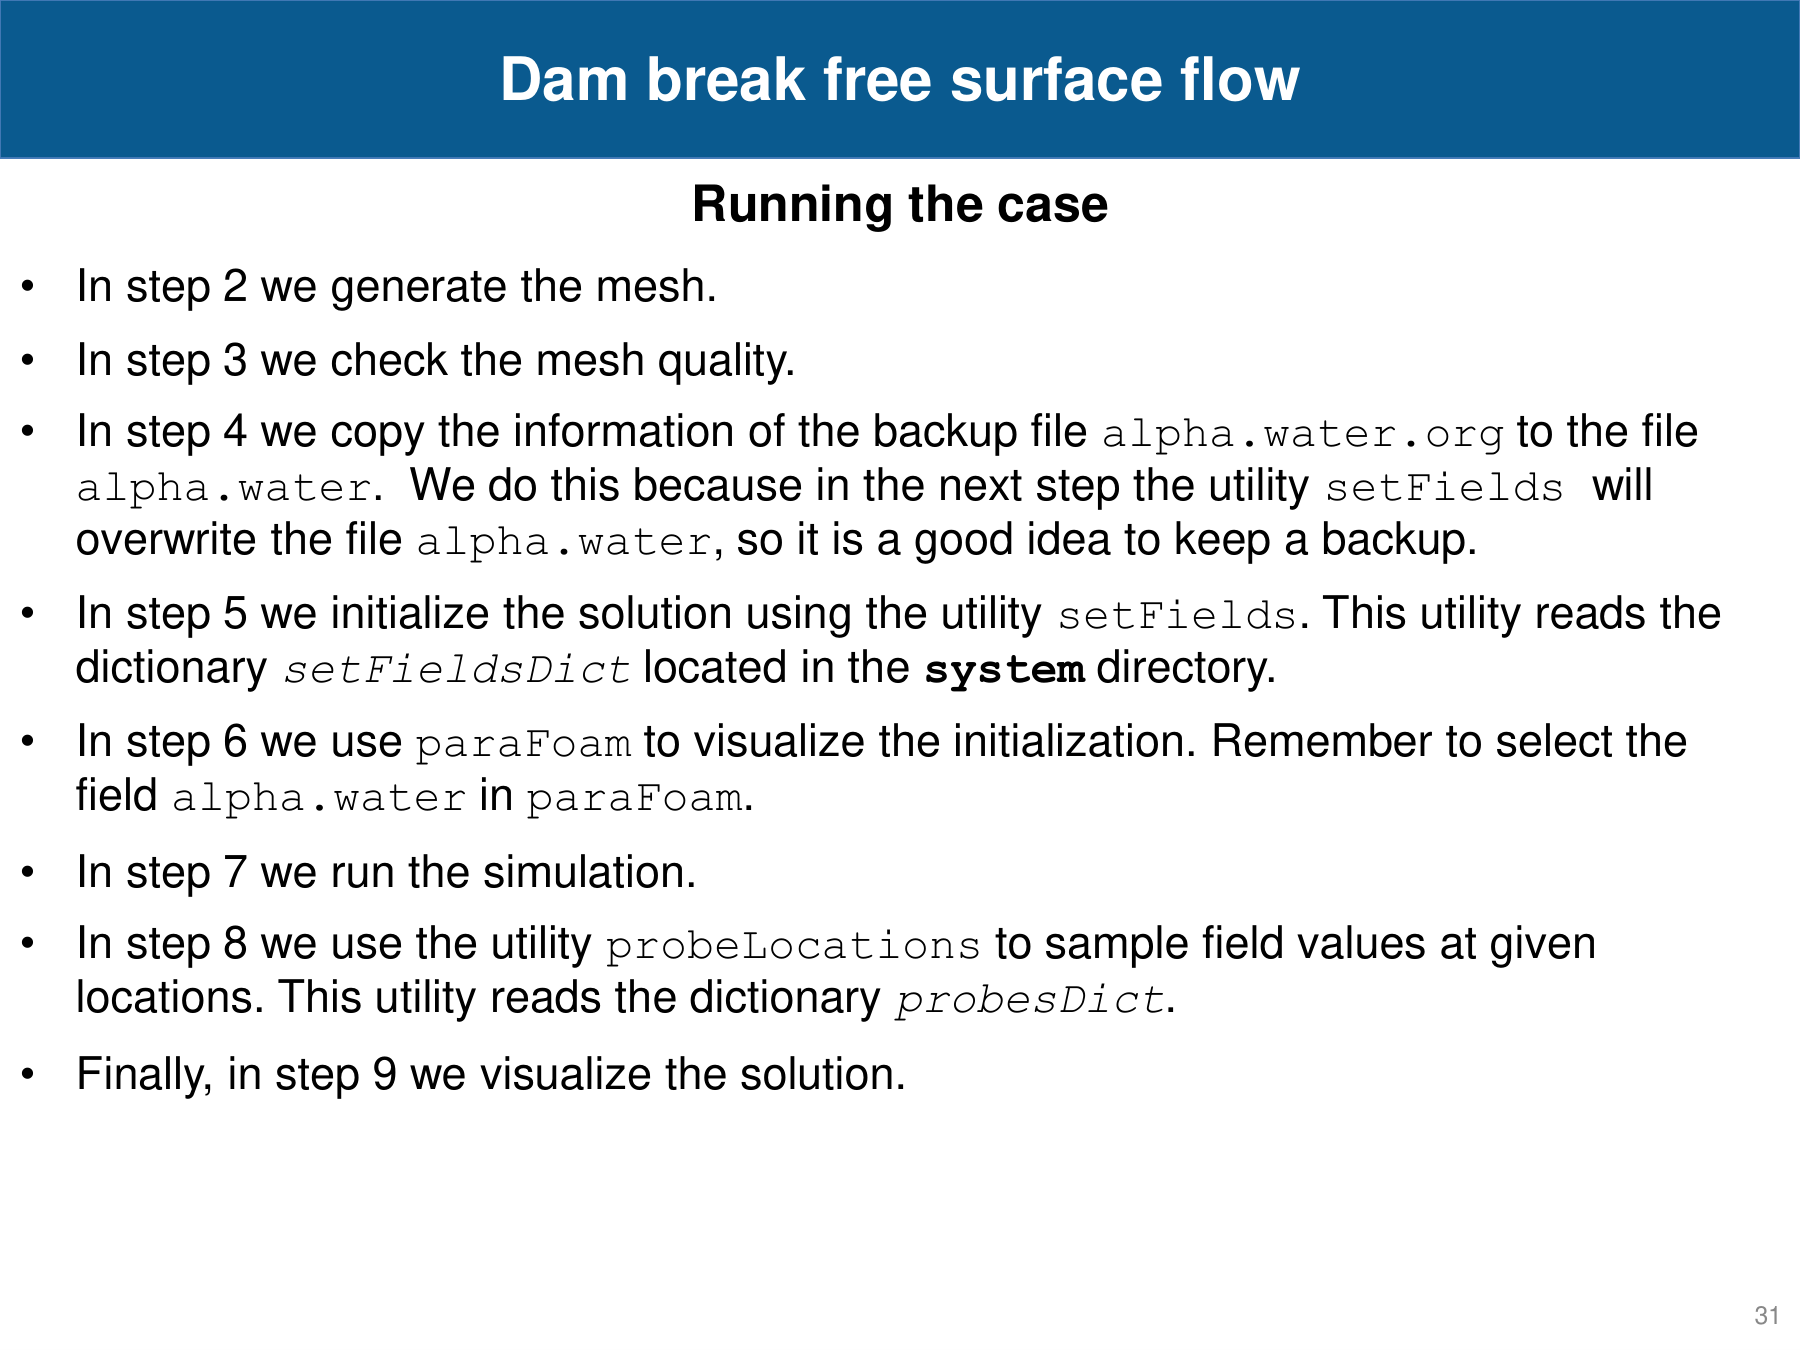 Dam break free surface flow
Running the case
• In step 2 we generate the mesh.
• In step 3 we check the mesh quality.
• In step 4 we copy the information of the backup file alpha.water.org to the file
alpha.water. We do this because in the next step the utility setFields will
overwrite the file alpha.water, so it is a good idea to keep a backup.
• In step 5 we initialize the solution using the utility setFields. This utility reads the
dictionary setFieldsDict located in the system directory.
• In step 6 we use paraFoam to visualize the initialization. Remember to select the
field alpha.water in paraFoam.
• In step 7 we run the simulation.
• In step 8 we use the utility probeLocations to sample field values at given
locations. This utility reads the dictionary probesDict.
• Finally, in step 9 we visualize the solution.
31